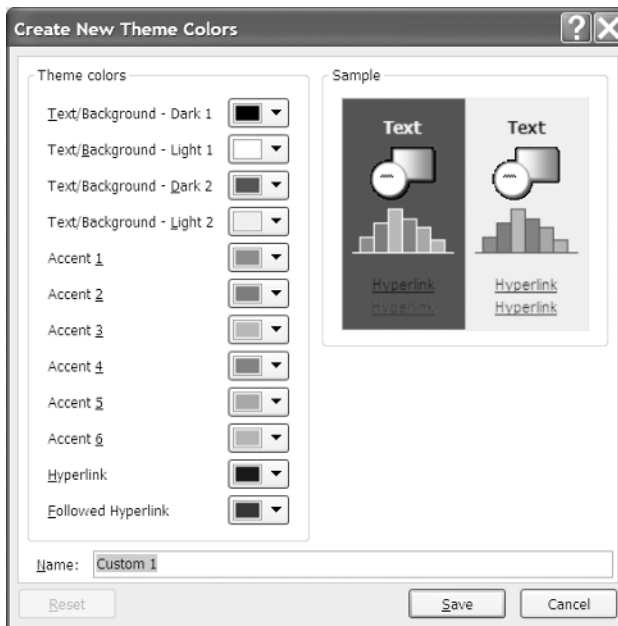 Create New Theme Colors
Theme colors
Text/Background - Dark 1
Text/Background - Light 1
Text/Background - Dark 2
Text/Background - Light 2
Accent 1
Accent 2
Accent 3
Accent 4
Accent 5
Accent 6
Hyperlink
Followed Hyperlink
Sample
Text Text
Hyperlink Hyperlink
Hyperlink Hyperlink
Name: Custom 1
Reset Save Cancel